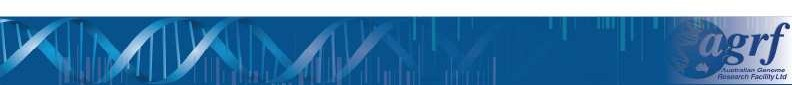 agrf
Australian Genome
Research Facility Ltd